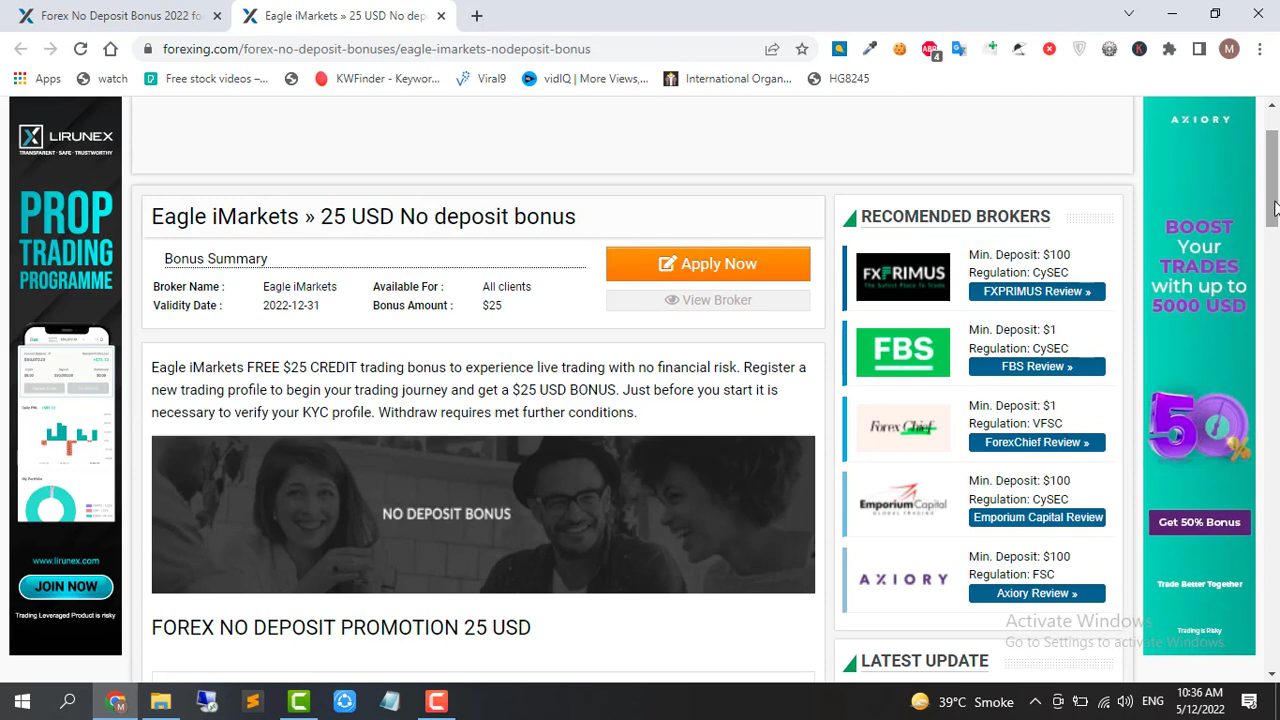 Forex No Deposit Bonus 2022 fo
Eagle iMarkets » 25 USD No dep
forexing.com/forex-no-deposit-bonuses/eagle-imarkets-nodeposit-bonus
4
K
M
Apps
watch
Free stock videos –...
KWFinder - Keywor...
Viral9
vidIQ | More Views,...
International Organ...
HG8245
LIRUNEX
TRANSPARENT · SAFE · TRUSTWORTHY
PROP
TRADING
PROGRAMME
www.lirunex.com
JOIN NOW
Trading Leveraged Product is risky
Eagle iMarkets » 25 USD No deposit bonus
Bonus Summary
Apply Now
Broker Name : Eagle iMarkets Available For : All clients
View Broker
Validity Date : 2022-12-31 Bonus Amount : $25
Eagle iMarkets FREE $25 CREDIT trading bonus to experience live trading with no financial risk. Register a
new trading profile to begin your trading journey and get a $25 USD BONUS. Just before you start it is
necessary to verify your KYC profile. Withdraw requires met further conditions.
NO DEPOSIT BONUS
FOREX NO DEPOSIT PROMOTION 25 USD
RECOMENDED BROKERS
FXPRIMUS
The Safest Place To Trade
Min. Deposit: $100
Regulation: CySEC
FXPRIMUS Review »
FBS
Min. Deposit: $1
Regulation: CySEC
FBS Review »
Forex Chief
Min. Deposit: $1
Regulation: VFSC
ForexChief Review »
Emporium Capital
GLOBAL TRADING
Min. Deposit: $100
Regulation: CySEC
Emporium Capital Review
AXIORY
Min. Deposit: $100
Regulation: FSC
Axiory Review »
LATEST UPDATE
AXIORY
BOOST
Your
TRADES
with up to
5000 USD
50%
Get 50% Bonus
Trade Better Together
Trading is Risky
Activate Windows
Go to Settings to activate Windows.
39°C Smoke
ENG
10:36 AM
5/12/2022